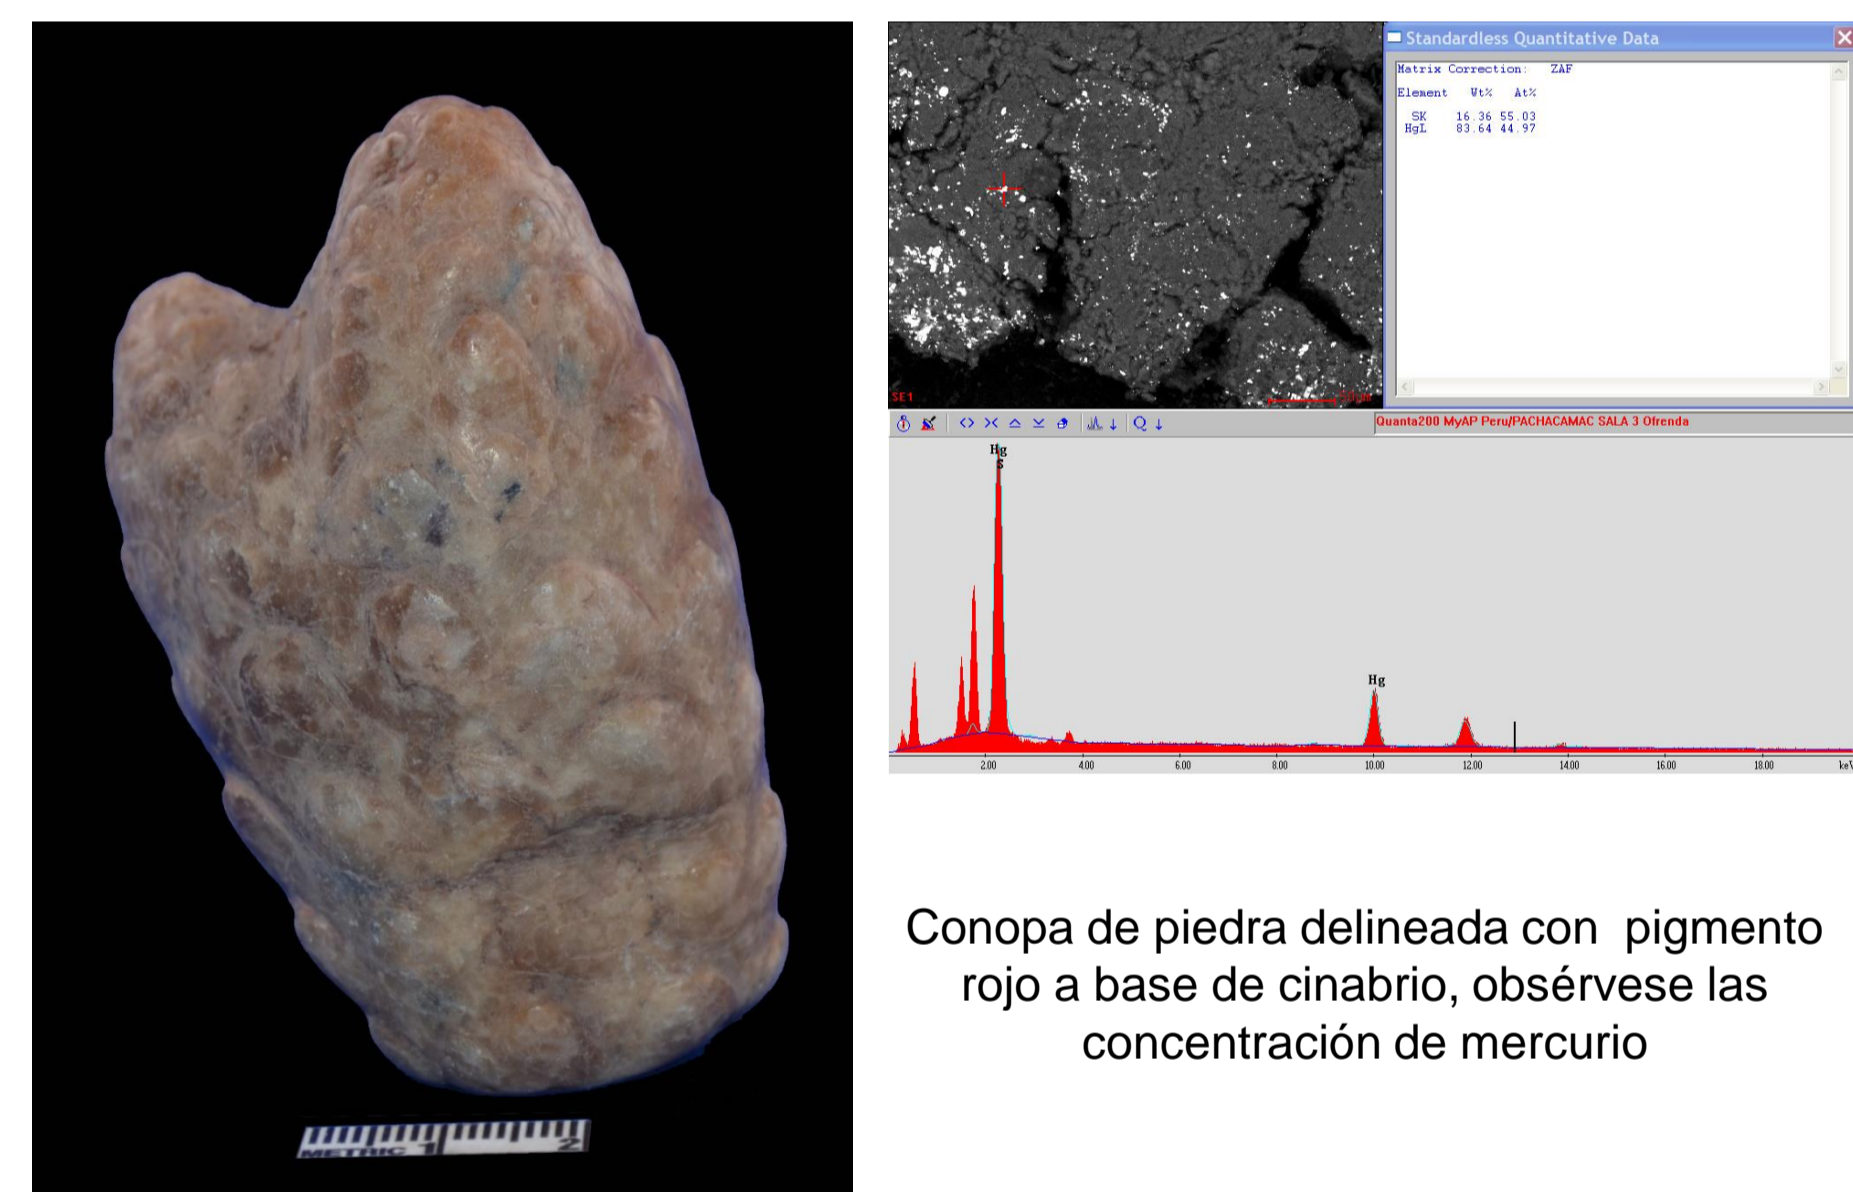 METRIC 1 2
Standardless Quantitative Data
Matrix Correction: ZAF
Element Wt% At%
SK 16.36 55.03
HgL 83.64 44.97
SE1
Quanta200 MyAP Peru/PACHACAMAC SALA 3 Ofrenda
Hg
S
Hg
2.00 4.00 6.00 8.00 10.00 12.00 14.00 16.00 18.00
Conopa de piedra delineada con pigmento
rojo a base de cinabrio, obsérvese las
concentración de mercurio